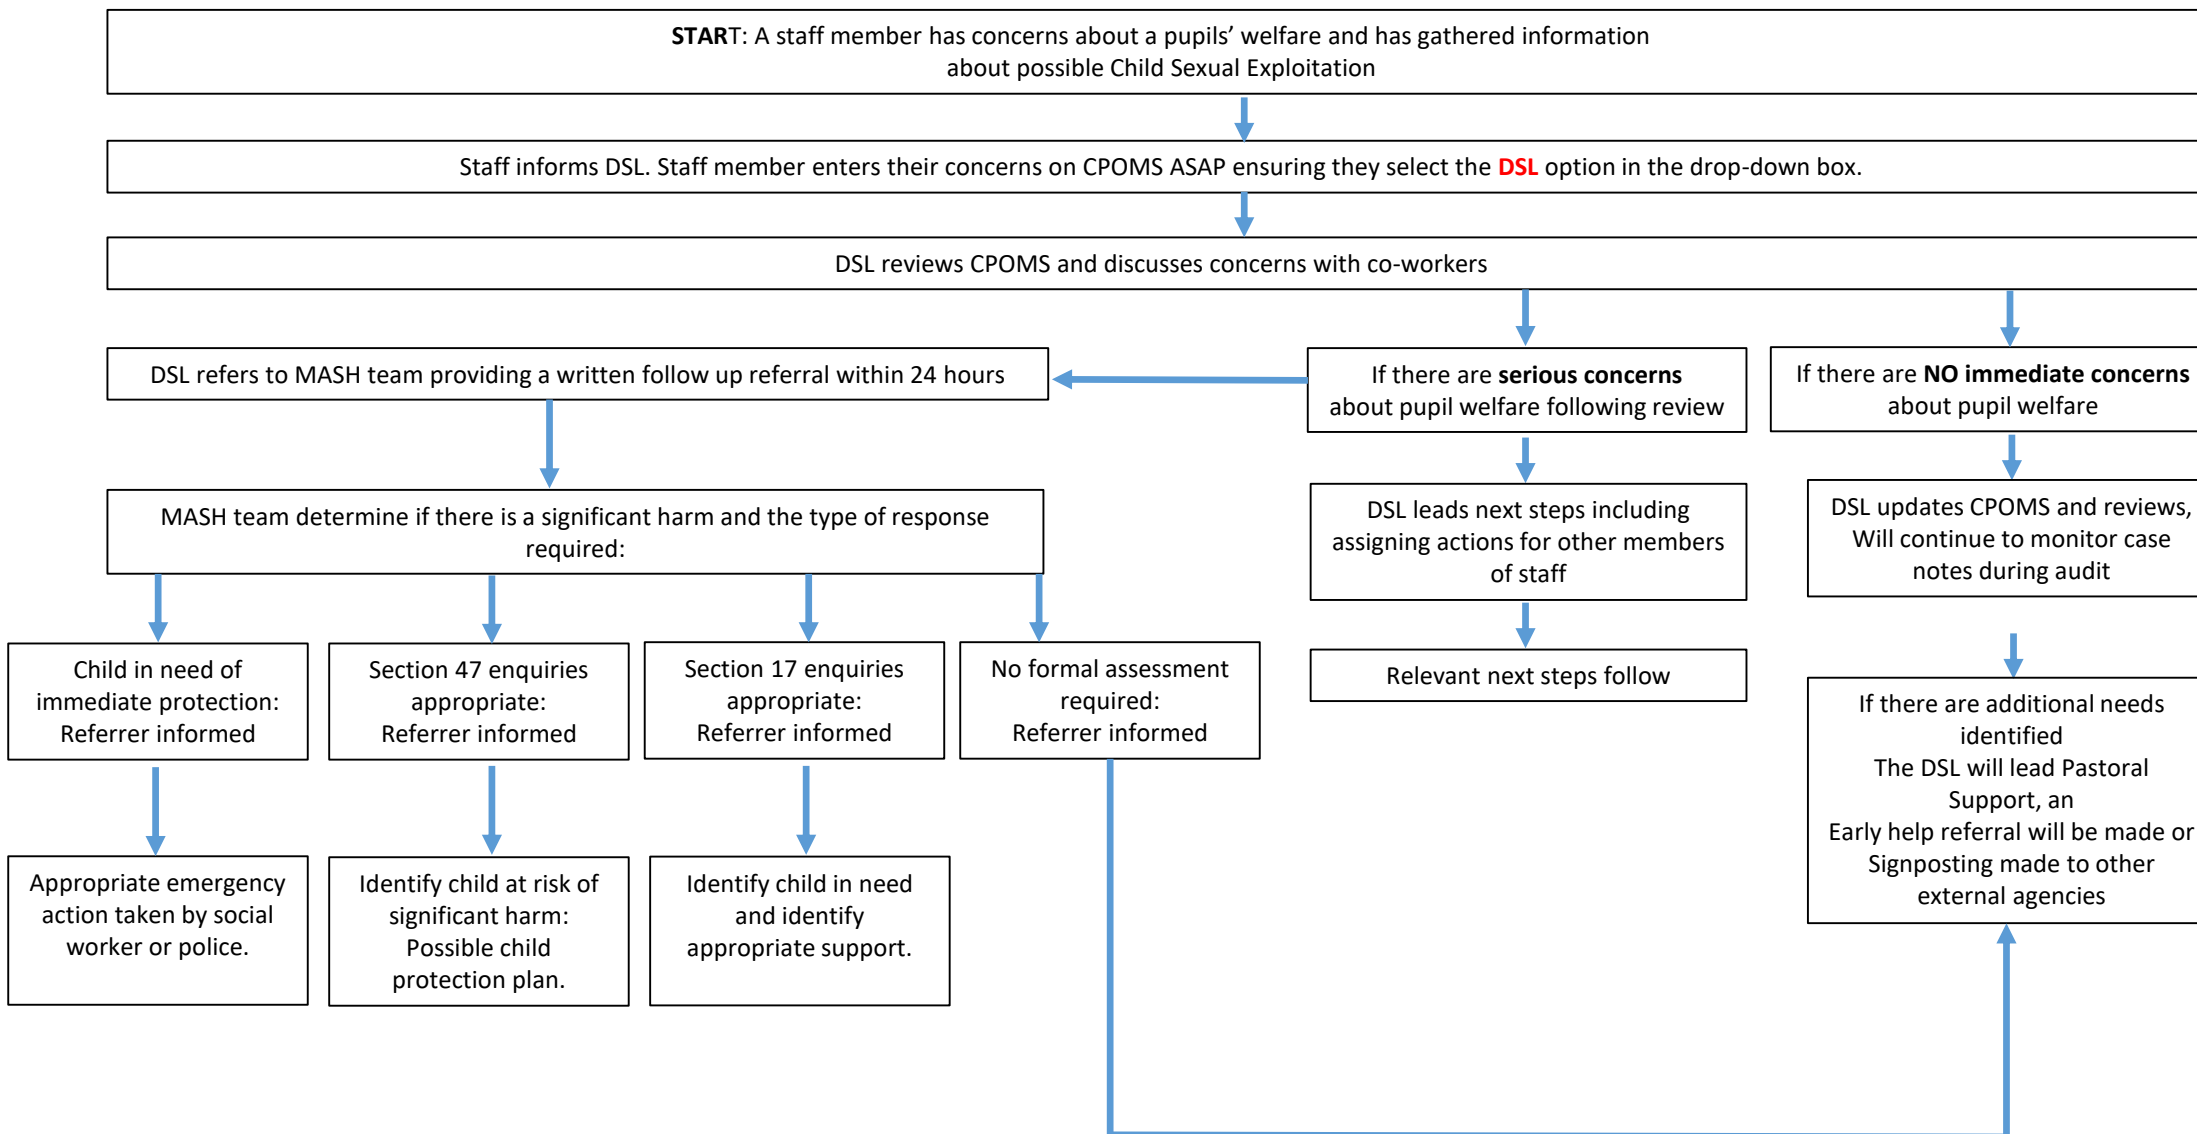 START: A staff member has concerns about a pupils’ welfare and has gathered information
about possible Child Sexual Exploitation
Staff informs DSL. Staff member enters their concerns on CPOMS ASAP ensuring they select the DSL option in the drop-down box.
DSL reviews CPOMS and discusses concerns with co-workers
DSL refers to MASH team providing a written follow up referral within 24 hours
If there are serious concerns
about pupil welfare following review
If there are NO immediate concerns
about pupil welfare
MASH team determine if there is a significant harm and the type of response
required:
DSL leads next steps including
assigning actions for other members
of staff
DSL updates CPOMS and reviews,
Will continue to monitor case
notes during audit
Child in need of
immediate protection:
Referrer informed
Section 47 enquiries
appropriate:
Referrer informed
Section 17 enquiries
appropriate:
Referrer informed
No formal assessment
required:
Referrer informed
Relevant next steps follow
If there are additional needs
identified
The DSL will lead Pastoral
Support, an
Early help referral will be made or
Signposting made to other
external agencies
Appropriate emergency
action taken by social
worker or police.
Identify child at risk of
significant harm:
Possible child
protection plan.
Identify child in need
and identify
appropriate support.